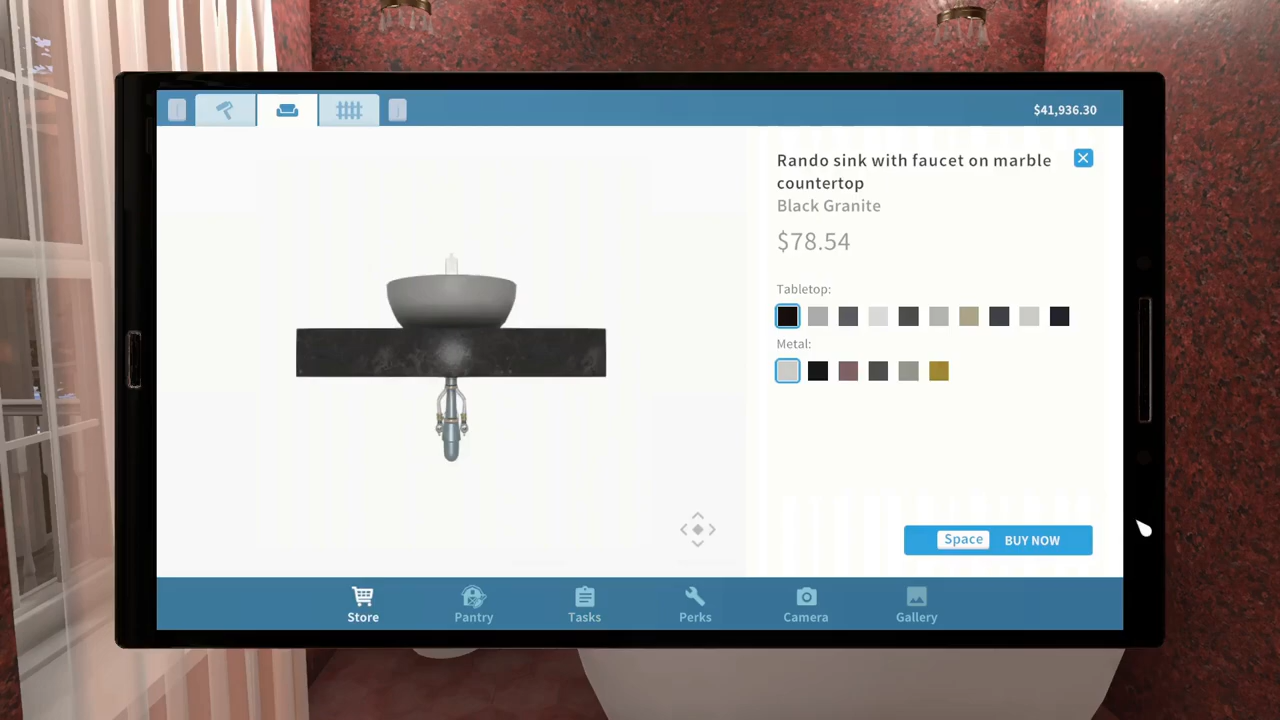 $41,936.30
Rando sink with faucet on marble
countertop
Black Granite
$78.54
Tabletop:
Metal:
Space BUY NOW
Store
Pantry
Tasks
Perks
Camera
Gallery